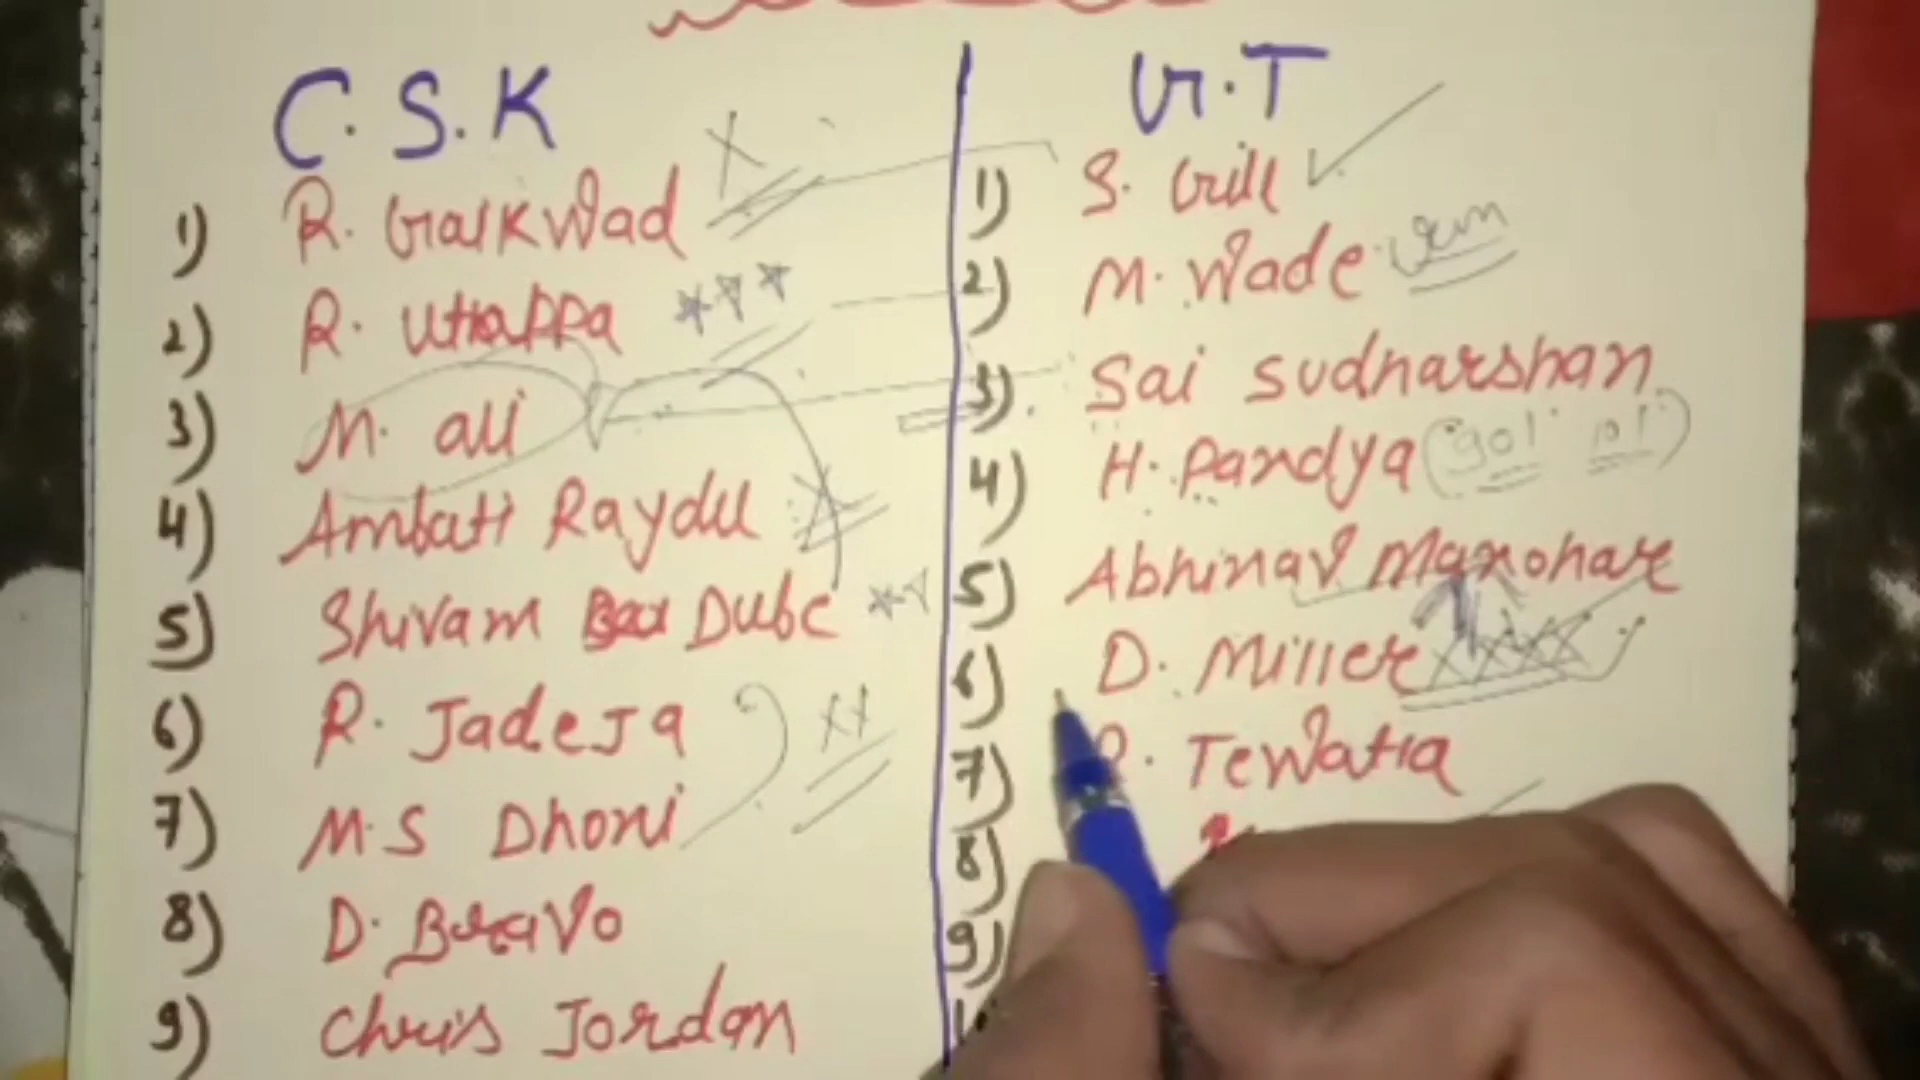 C.S.K
1) R. Gaikwad
2) R. Uthappa
3) M. ali
4) Ambati Raydu
5) Shivam Dube
6) R. Jadeja
7) M.S Dhoni
8) D. Bravo
9) Chris Jordan
G.T
1) S. Gill
2) M. Wade
3) Sai Sudharshan
4) H. Pandya
5) Abhinav Manohar
6) D. Miller
7) R. Tewatia
8)
9)